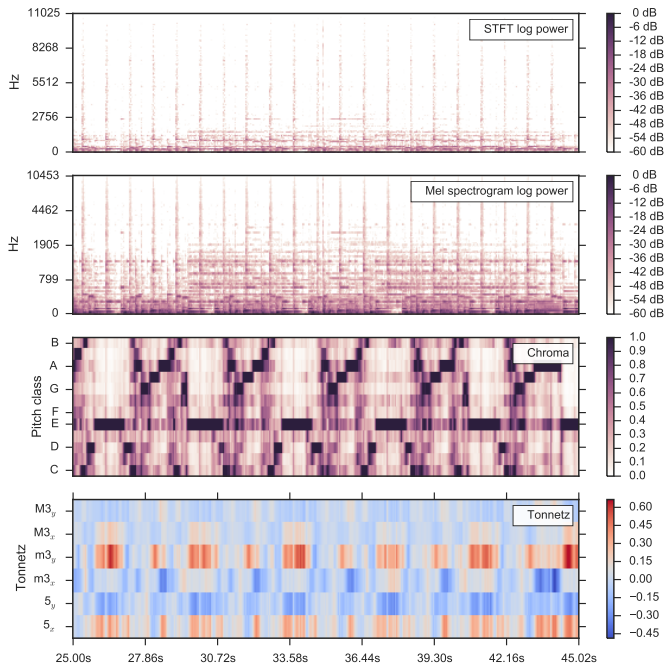 11025
8268
5512
2756
0
Hz
STFT log power
0 dB
-6 dB
-12 dB
-18 dB
-24 dB
-30 dB
-36 dB
-42 dB
-48 dB
-54 dB
-60 dB
10453
4462
1905
799
0
Hz
Mel spectrogram log power
0 dB
-6 dB
-12 dB
-18 dB
-24 dB
-30 dB
-36 dB
-42 dB
-48 dB
-54 dB
-60 dB
B
A
G
F
E
D
C
Pitch class
Chroma
1.0
0.9
0.8
0.7
0.6
0.5
0.4
0.3
0.2
0.1
0.0
M3y
M3x
m3y
m3x
5y
5x
Tonnetz
Tonnetz
0.60
0.45
0.30
0.15
0.00
-0.15
-0.30
-0.45
25.00s 27.86s 30.72s 33.58s 36.44s 39.30s 42.16s 45.02s